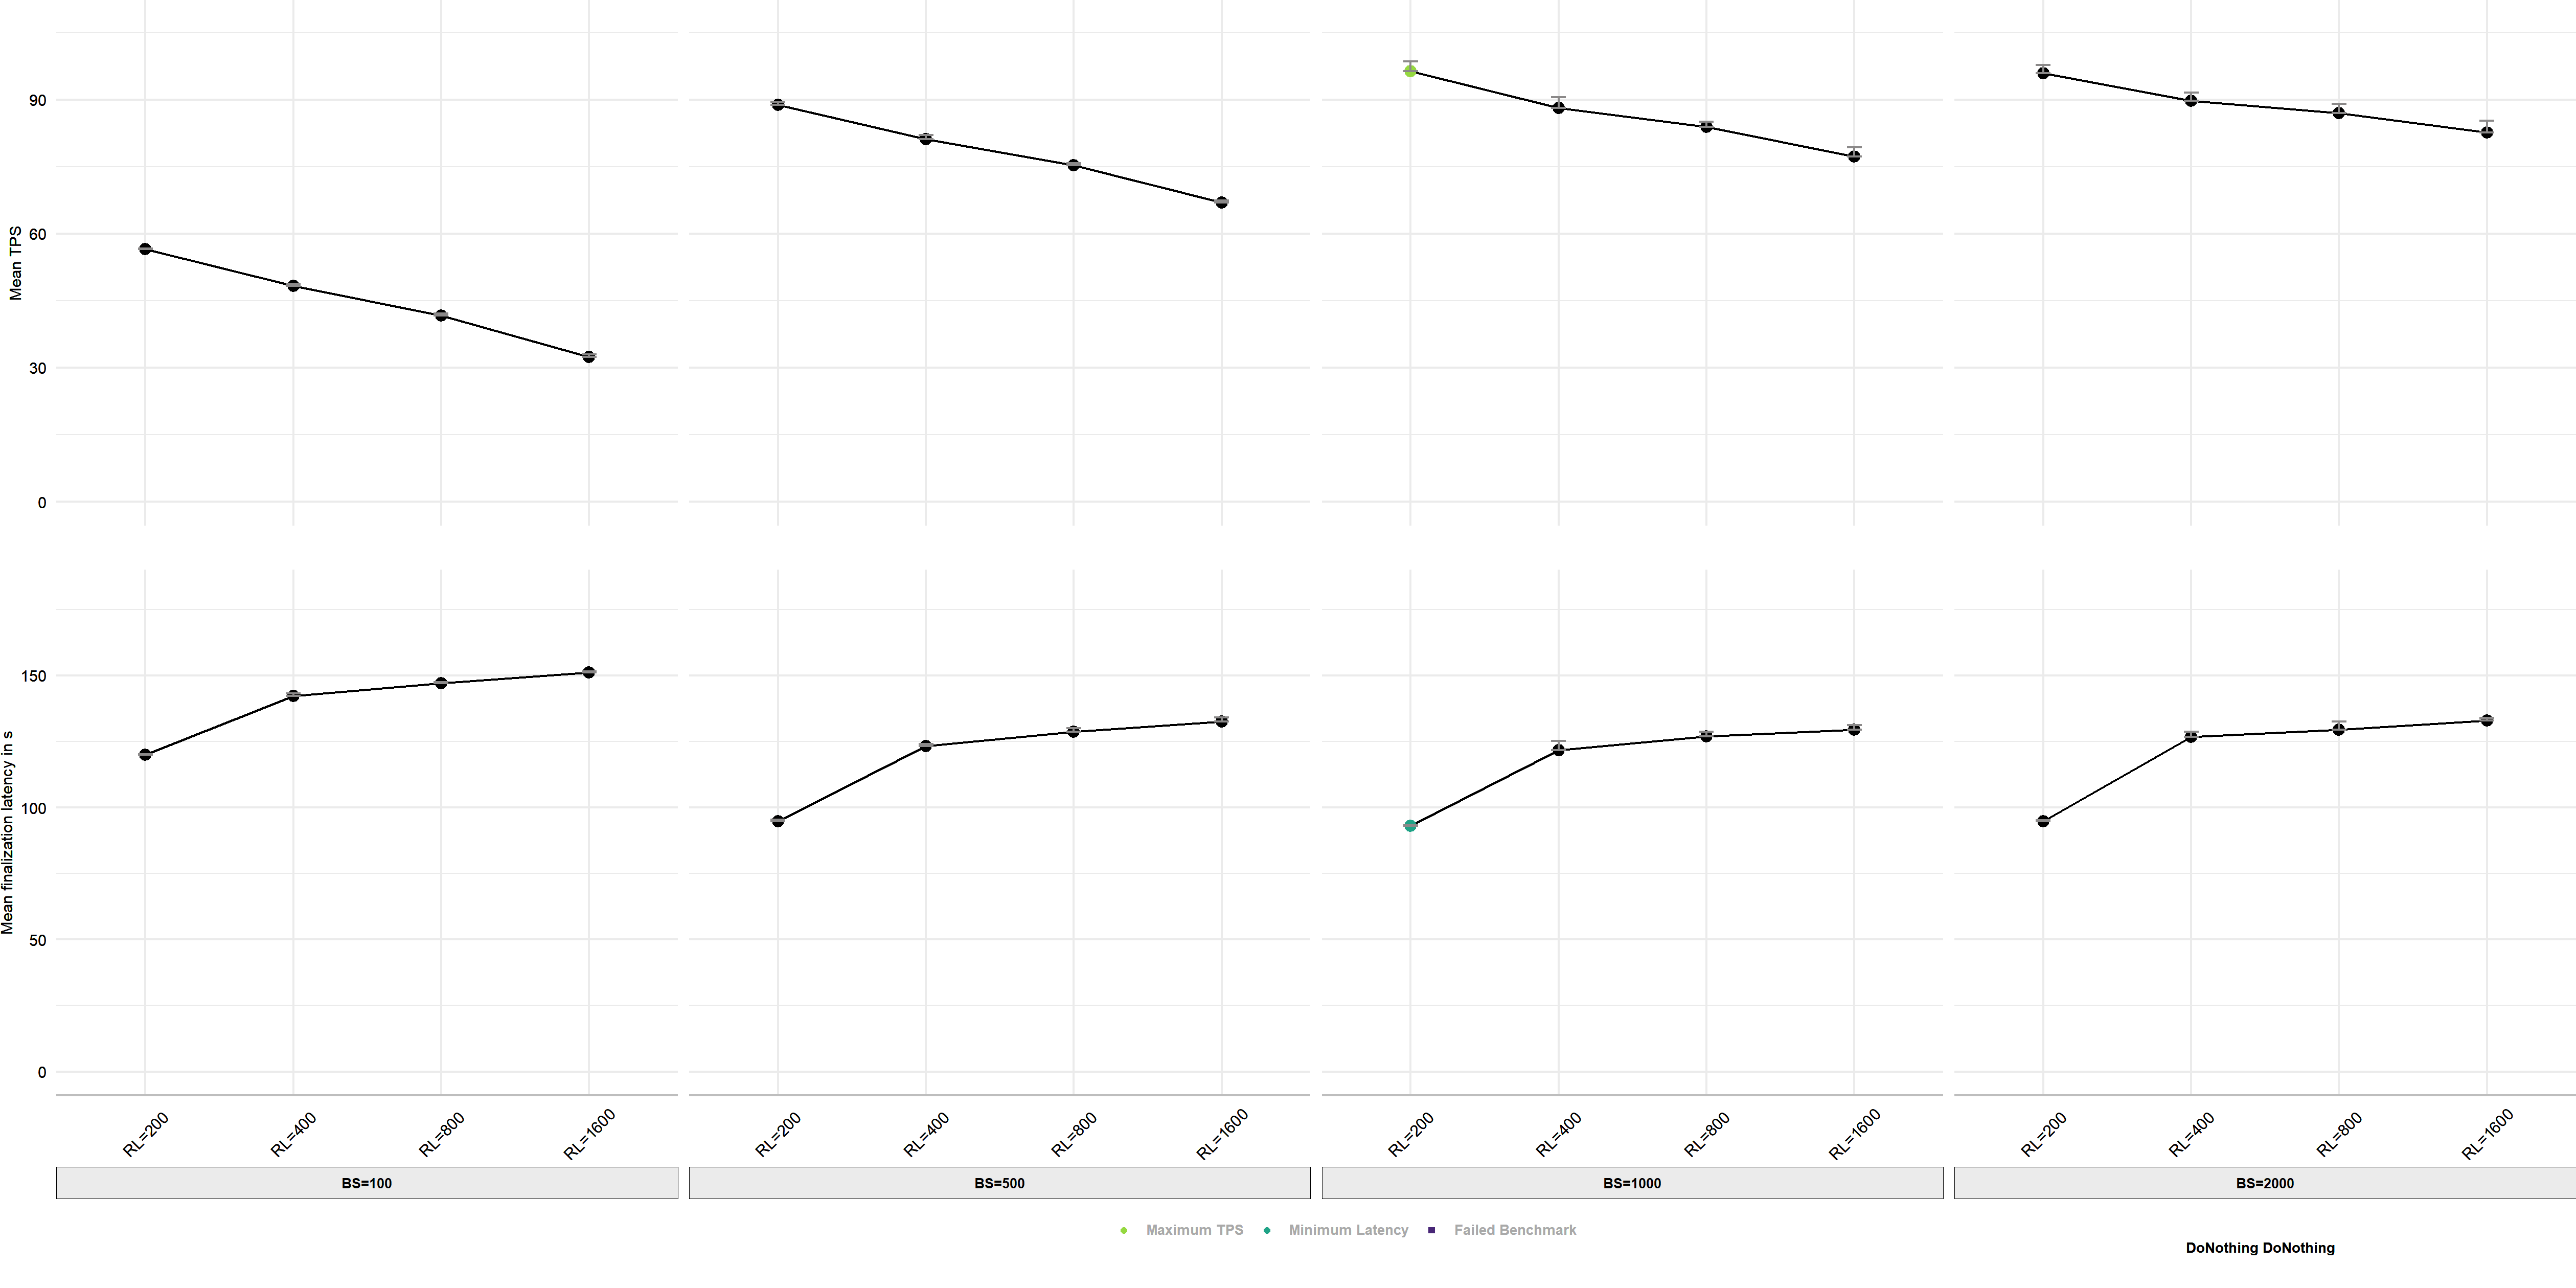 Mean TPS
90
60
30
0
Mean finalization latency in s
150
100
50
0
RL=200 RL=400 RL=800 RL=1600 RL=200 RL=400 RL=800 RL=1600 RL=200 RL=400 RL=800 RL=1600 RL=200 RL=400 RL=800 RL=1600
BS=100 BS=500 BS=1000 BS=2000
Maximum TPS Minimum Latency Failed Benchmark
DoNothing DoNothing